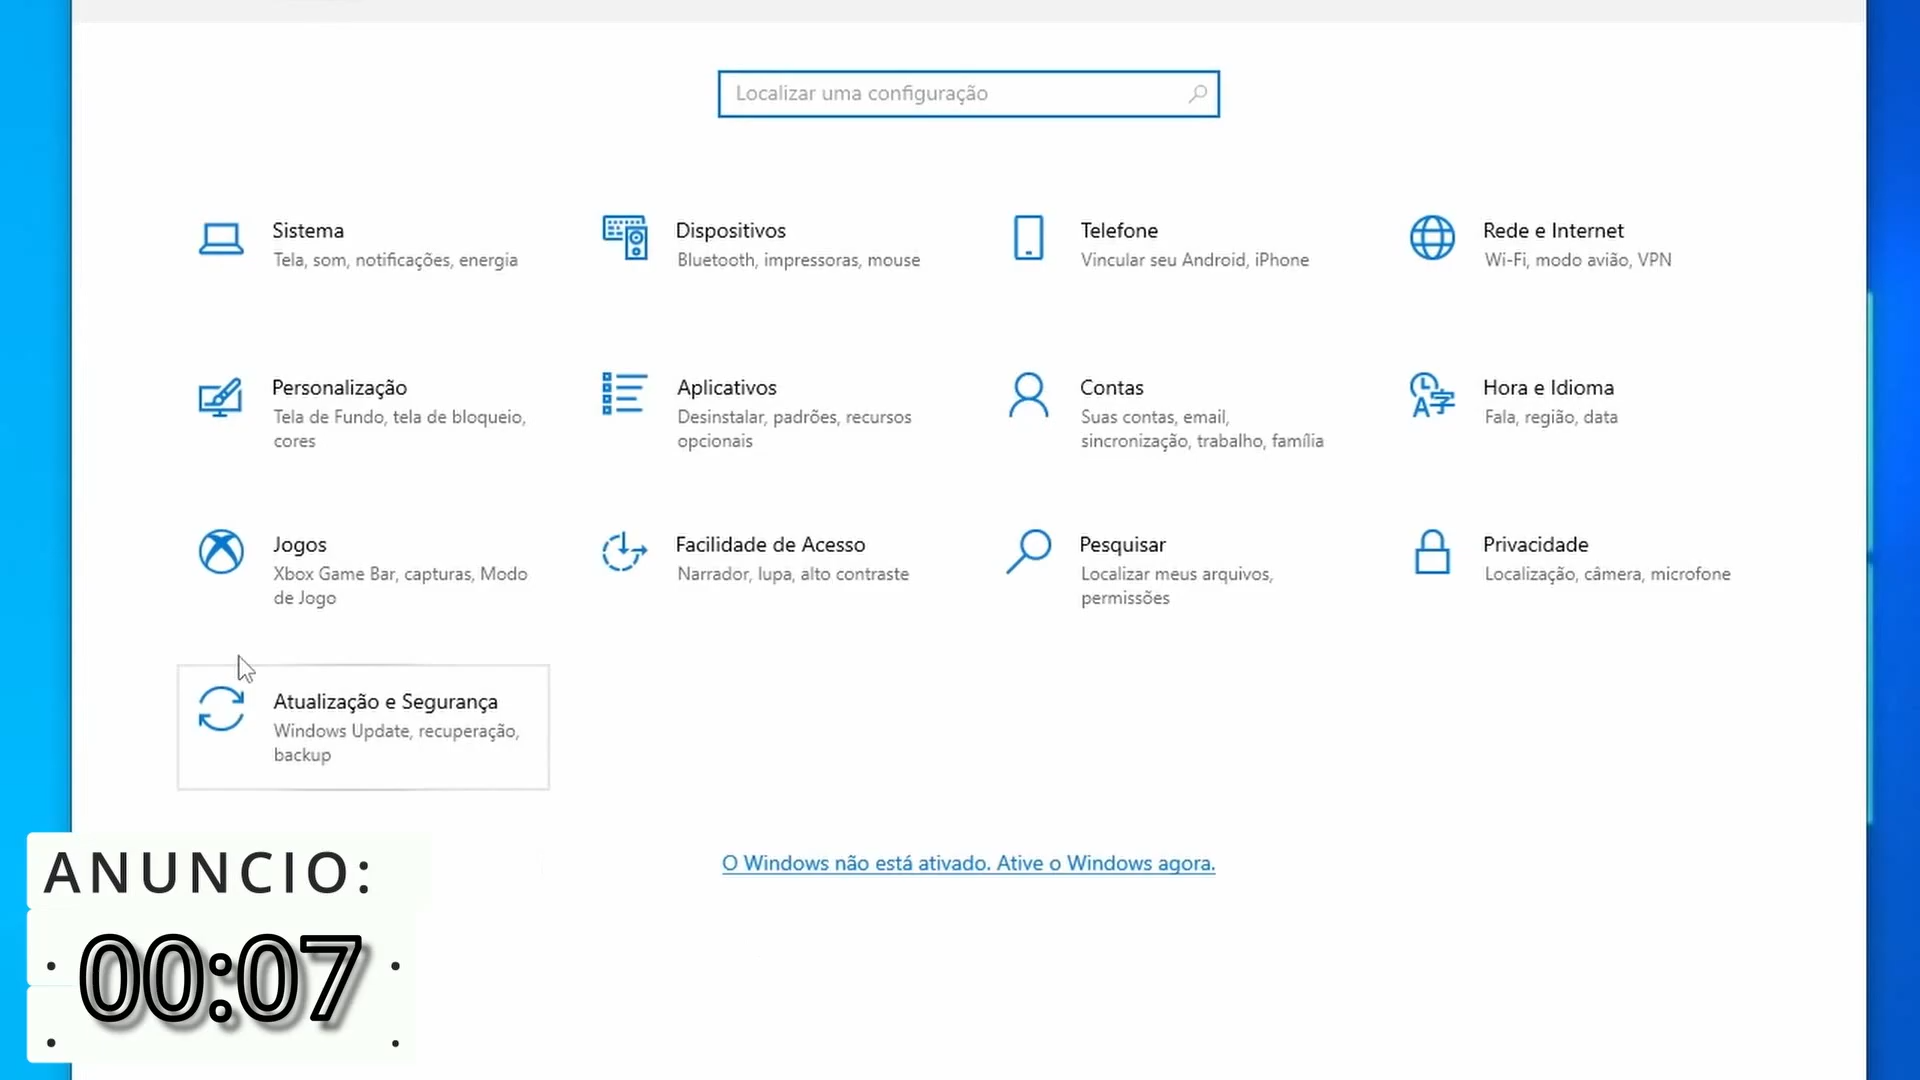 Localizar uma configuração
Sistema
Tela, som, notificações, energia
Dispositivos
Bluetooth, impressoras, mouse
Telefone
Vincular seu Android, iPhone
Rede e Internet
Wi-Fi, modo avião, VPN
Personalização
Tela de Fundo, tela de bloqueio,
cores
Aplicativos
Desinstalar, padrões, recursos
opcionais
Contas
Suas contas, email,
sincronização, trabalho, família
Hora e Idioma
Fala, região, data
Jogos
Xbox Game Bar, capturas, Modo
de Jogo
Facilidade de Acesso
Narrador, lupa, alto contraste
Pesquisar
Localizar meus arquivos,
permissões
Privacidade
Localização, câmera, microfone
Atualização e Segurança
Windows Update, recuperação,
backup
O Windows não está ativado. Ative o Windows agora.
ANUNCIO:
00:07